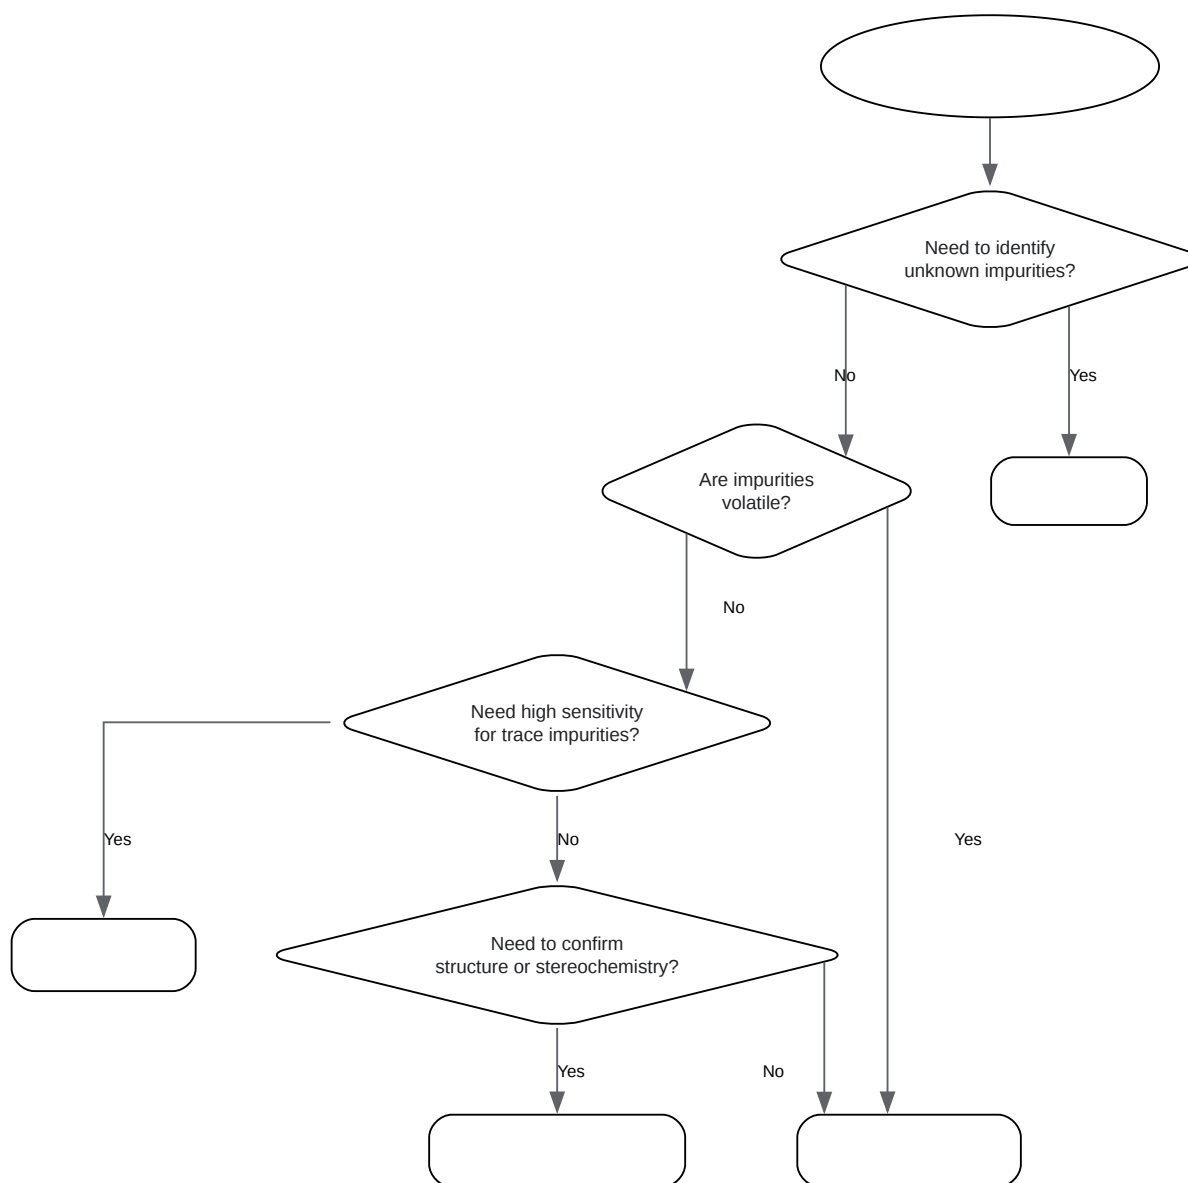 Need to identify
unknown impurities?
No
Yes
Are impurities
volatile?
No
Need high sensitivity
for trace impurities?
Yes
No
Yes
Need to confirm
structure or stereochemistry?
Yes
No